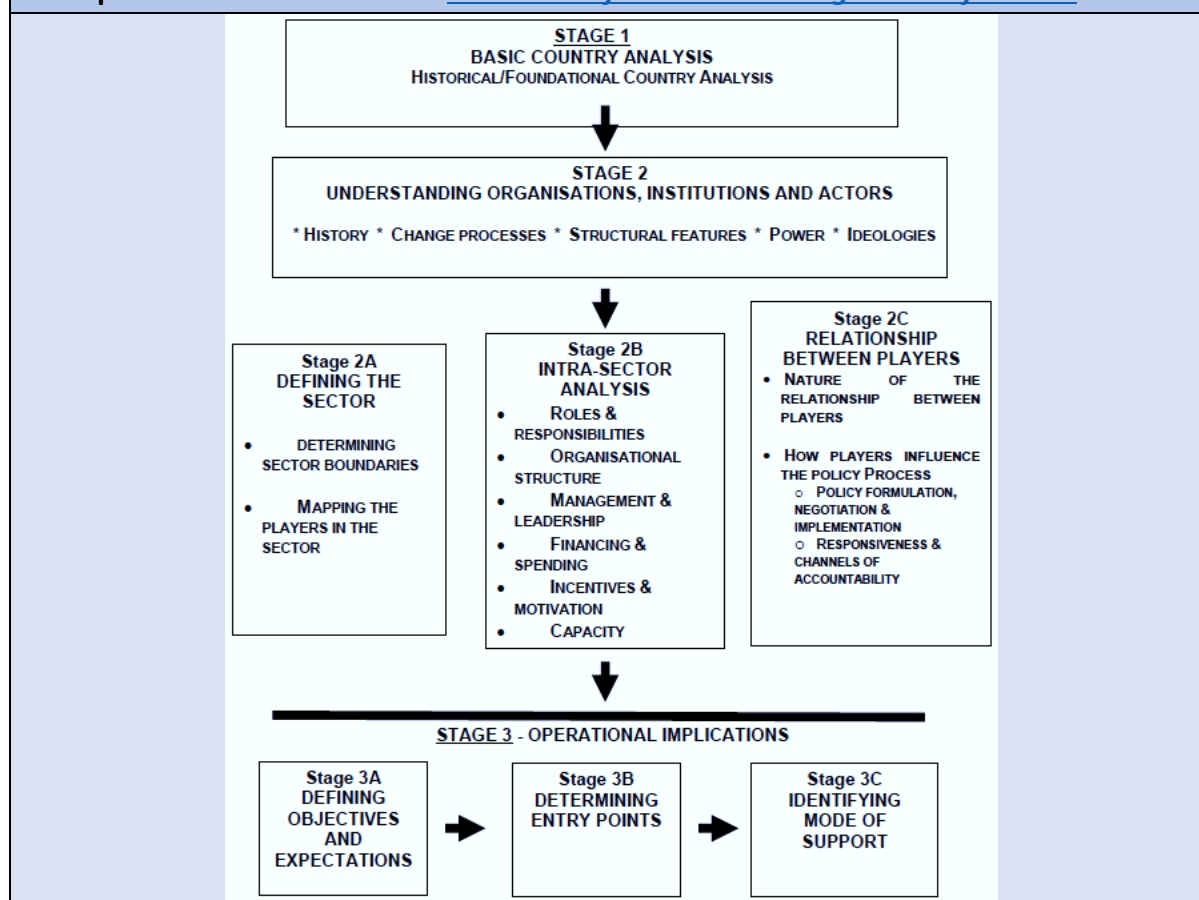 STAGE 1
BASIC COUNTRY ANALYSIS
HISTORICAL/FOUNDATIONAL COUNTRY ANALYSIS
STAGE 2
UNDERSTANDING ORGANISATIONS, INSTITUTIONS AND ACTORS
* HISTORY * CHANGE PROCESSES * STRUCTURAL FEATURES * POWER * IDEOLOGIES
Stage 2A
DEFINING THE
SECTOR
• DETERMINING
SECTOR BOUNDARIES
• MAPPING THE
PLAYERS IN THE
SECTOR
Stage 2B
INTRA-SECTOR
ANALYSIS
• ROLES &
RESPONSIBILITIES
• ORGANISATIONAL
STRUCTURE
• MANAGEMENT &
LEADERSHIP
• FINANCING &
SPENDING
• INCENTIVES &
MOTIVATION
• CAPACITY
Stage 2C
RELATIONSHIP
BETWEEN PLAYERS
• NATURE OF THE
RELATIONSHIP BETWEEN
PLAYERS
• HOW PLAYERS INFLUENCE
THE POLICY PROCESS
o POLICY FORMULATION,
NEGOTIATION &
IMPLEMENTATION
o RESPONSIVENESS &
CHANNELS OF
ACCOUNTABILITY
STAGE 3 - OPERATIONAL IMPLICATIONS
Stage 3A
DEFINING
OBJECTIVES
AND
EXPECTATIONS
Stage 3B
DETERMINING
ENTRY POINTS
Stage 3C
IDENTIFYING
MODE OF
SUPPORT